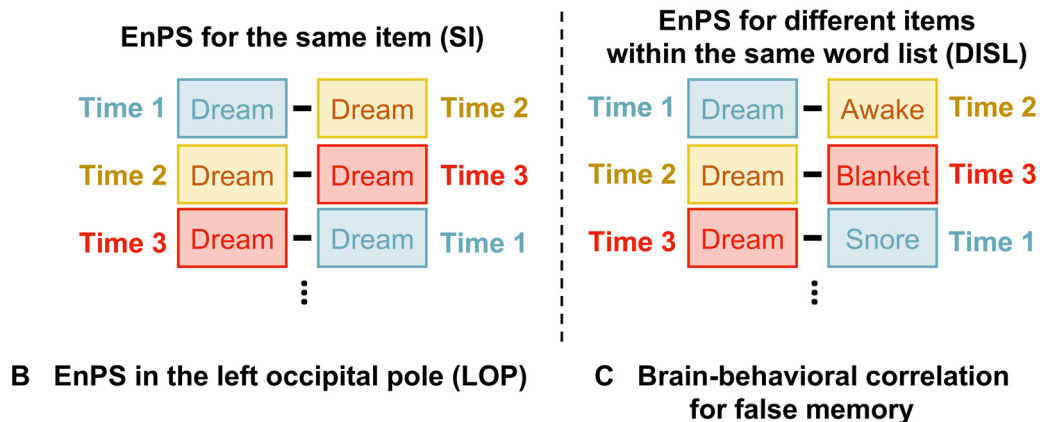 EnPS for the same item (SI)
Time 1 Dream - Dream Time 2
Time 2 Dream - Dream Time 3
Time 3 Dream - Dream Time 1
⋮
EnPS for different items
within the same word list (DISL)
Time 1 Dream - Awake Time 2
Time 2 Dream - Blanket Time 3
Time 3 Dream - Snore Time 1
⋮
B EnPS in the left occipital pole (LOP)
C Brain-behavioral correlation
for false memory